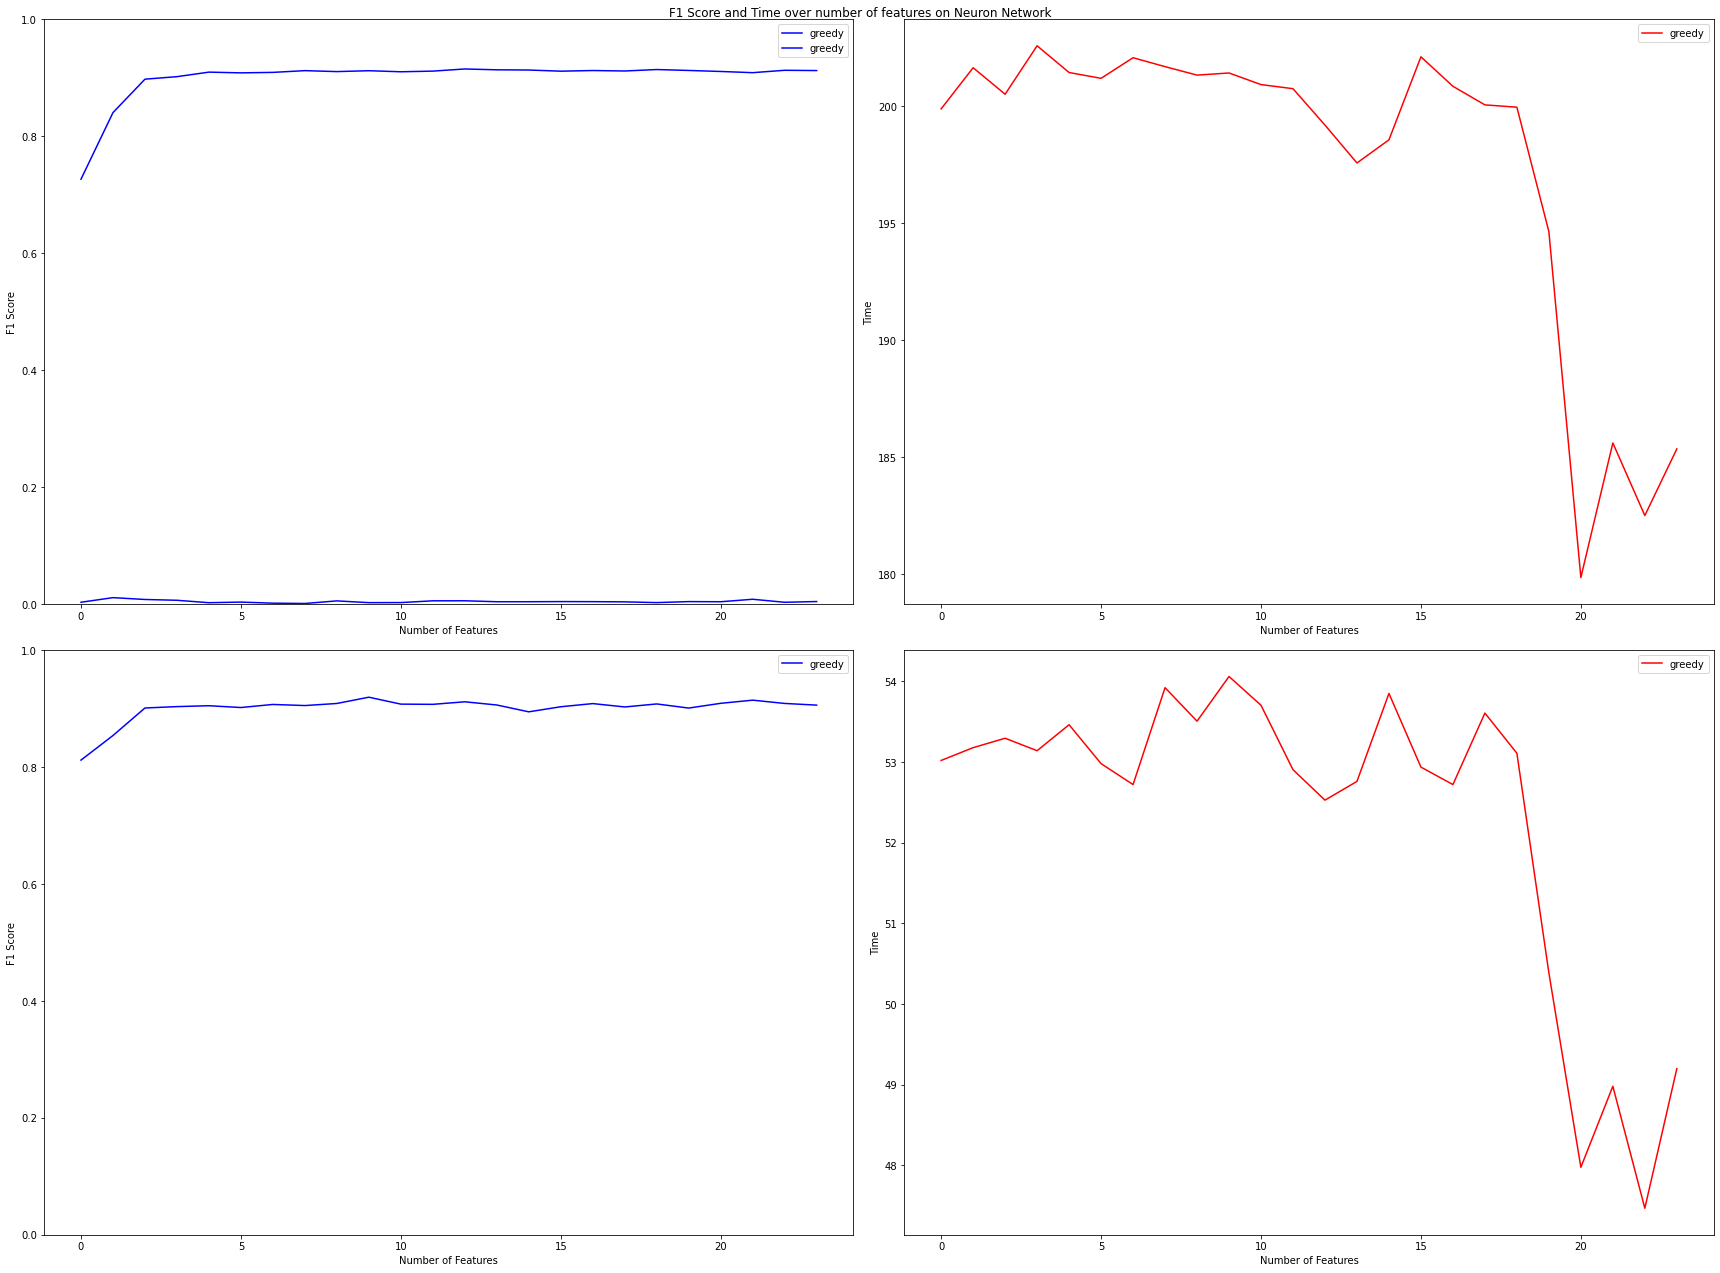 F1 Score and Time over number of features on Neuron Network
1.0
0.8
0.6
0.4
0.2
0.0
F1 Score
greedy
greedy
0 5 10 15 20
Number of Features
200
195
190
185
180
Time
greedy
0 5 10 15 20
Number of Features
1.0
0.8
0.6
0.4
0.2
0.0
F1 Score
greedy
0 5 10 15 20
Number of Features
54
53
52
51
50
49
48
Time
greedy
0 5 10 15 20
Number of Features